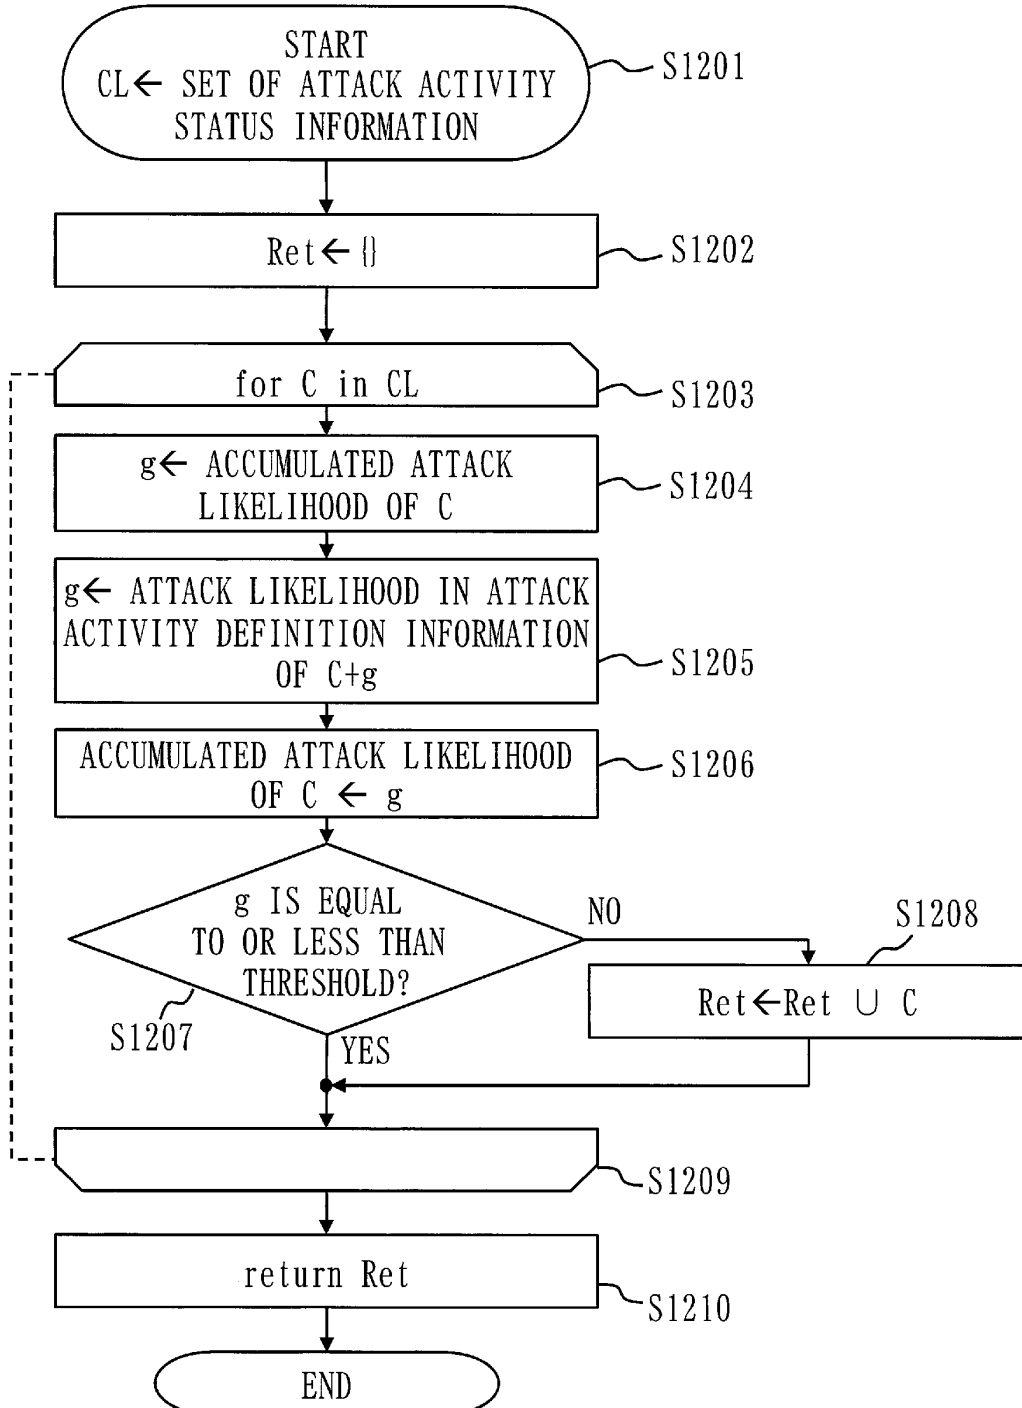 START
CL← SET OF ATTACK ACTIVITY
STATUS INFORMATION
S1201
Ret← {}
S1202
for C in CL
S1203
g← ACCUMULATED ATTACK
LIKELIHOOD OF C
S1204
g← ATTACK LIKELIHOOD IN ATTACK
ACTIVITY DEFINITION INFORMATION
OF C+g
S1205
ACCUMULATED ATTACK LIKELIHOOD
OF C ← g
S1206
g IS EQUAL
TO OR LESS THAN
THRESHOLD?
S1207
NO
S1208
Ret←Ret ∪ C
YES
S1209
return Ret
S1210
END